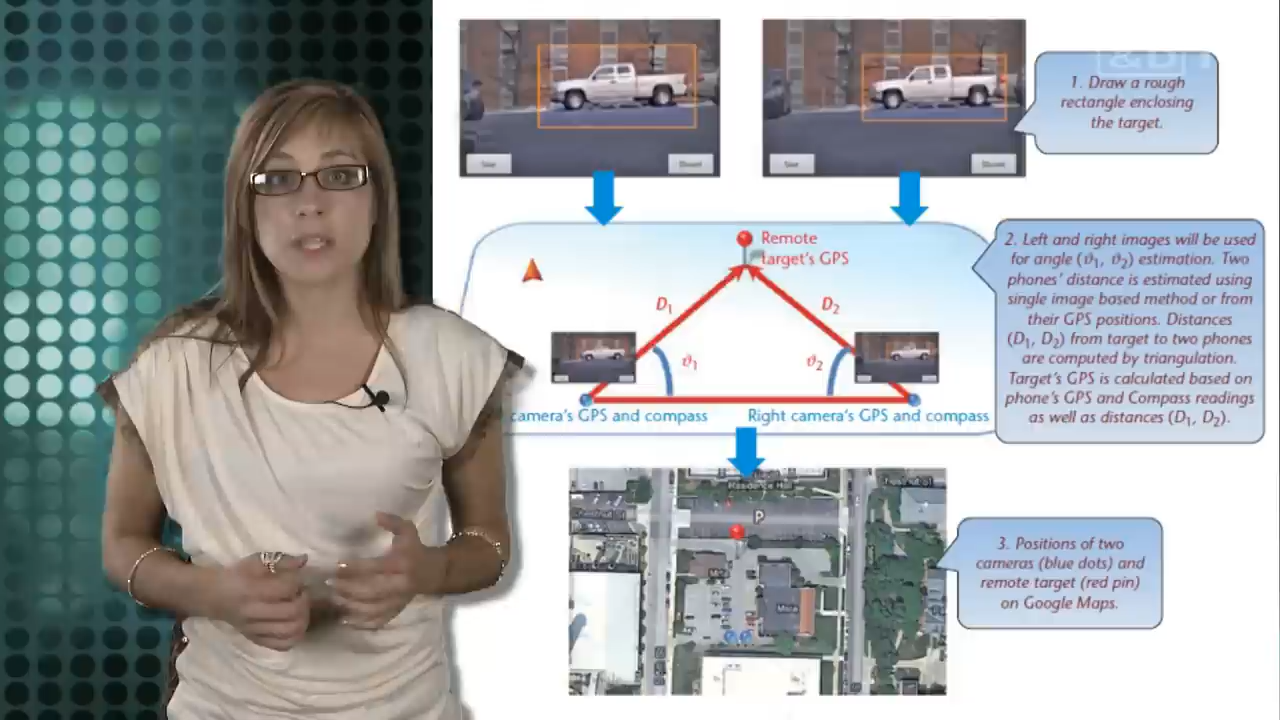 1. Draw a rough
rectangle enclosing
the target.
Remote
target's GPS
D1
D2
ϑ1
ϑ2
camera's GPS and compass
Right camera's GPS and compass
2. Left and right images will be used
for angle (ϑ1, ϑ2) estimation. Two
phones' distance is estimated using
single image based method or from
their GPS positions. Distances
(D1, D2) from target to two phones
are computed by triangulation.
Target's GPS is calculated based on
phone's GPS and Compass readings
as well as distances (D1, D2).
Residence Hall
Chestnut St
P
3. Positions of two
cameras (blue dots) and
remote target (red pin)
on Google Maps.